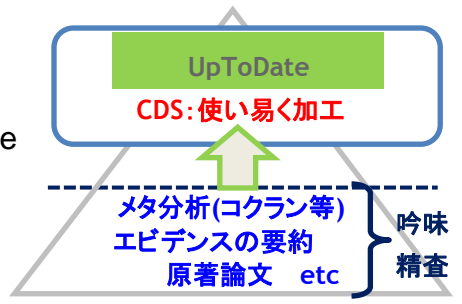 UpToDate
CDS：使い易く加工
e
メタ分析(コクラン等)
エビデンスの要約
原著論文　etc
吟味
精査